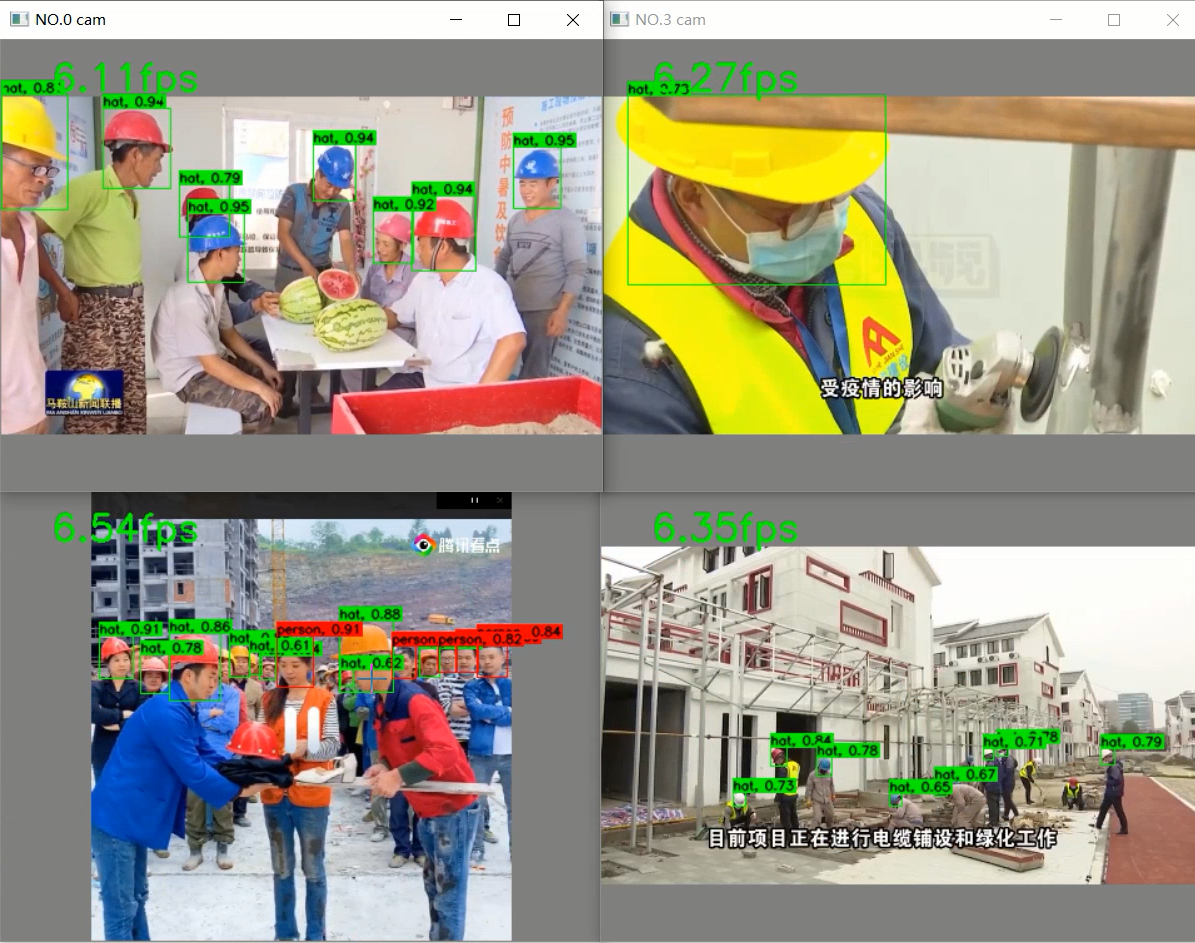 NO.0 cam
NO.3 cam
6.11fps
6.27fps
hat, 0.94
hat, 0.94
hat, 0.95
hat, 0.79
hat, 0.95
hat, 0.92
hat, 0.94
hat, 0.73
预防中暑及饮
马鞍山新闻联播
MA ANSHAN XINWEN LIANBO
受疫情的影响
6.54fps
6.35fps
腾讯看点
hat, 0.88
hat, 0.91
hat, 0.86
person, 0.91
hat, 0.78
hat, 0.61
hat, 0.62
person, 0.82
0.84
hat, 0.84
hat, 0.78
hat, 0.71
hat, 0.79
hat, 0.73
hat, 0.65
hat, 0.67
目前项目正在进行电缆铺设和绿化工作